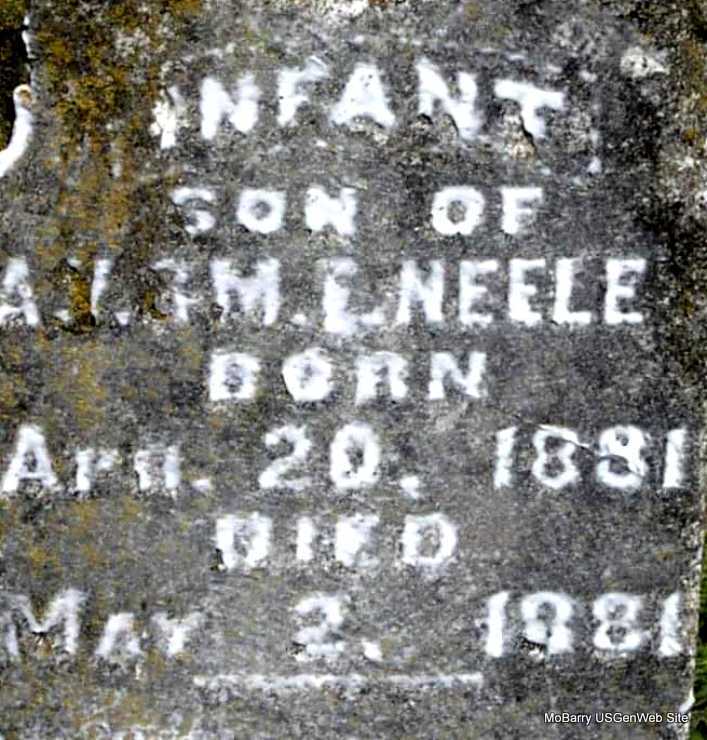 INFANT
SON OF
A.J. & M.E. NEELE
BORN
Apr. 20. 1881
DIED
May 2. 1881
MoBarry USGenWeb Site